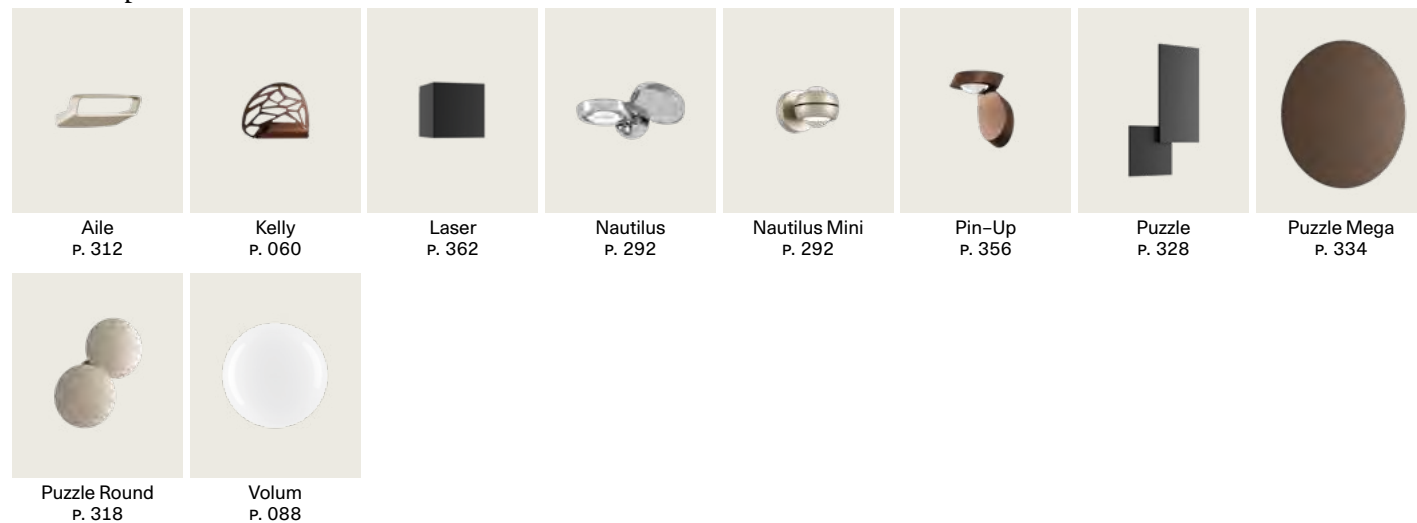 Aile
P. 312
Kelly
P. 060
Laser
P. 362
Nautilus
P. 292
Nautilus Mini
P. 292
Pin–Up
P. 356
Puzzle
P. 328
Puzzle Mega
P. 334
Puzzle Round
P. 318
Volum
P. 088